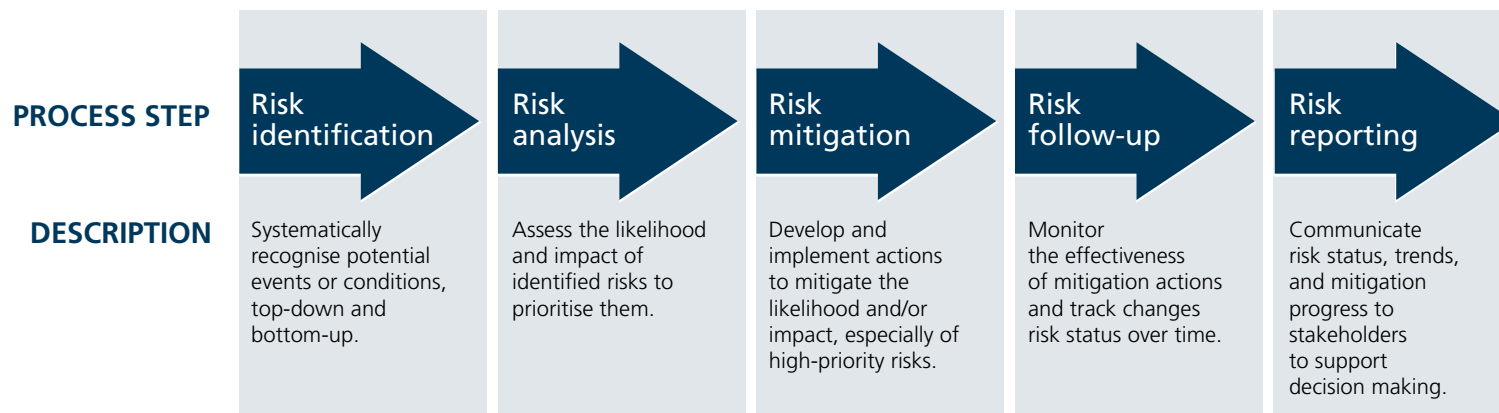 PROCESS STEP
Risk
identification
Risk
analysis
Risk
mitigation
Risk
follow-up
Risk
reporting
DESCRIPTION
Systematically
recognise potential
events or conditions,
top-down and
bottom-up.
Assess the likelihood
and impact of
identified risks to
prioritise them.
Develop and
implement actions
to mitigate the
likelihood and/or
impact, especially of
high-priority risks.
Monitor
the effectiveness
of mitigation actions
and track changes
risk status over time.
Communicate
risk status, trends,
and mitigation
progress to
stakeholders
to support
decision making.